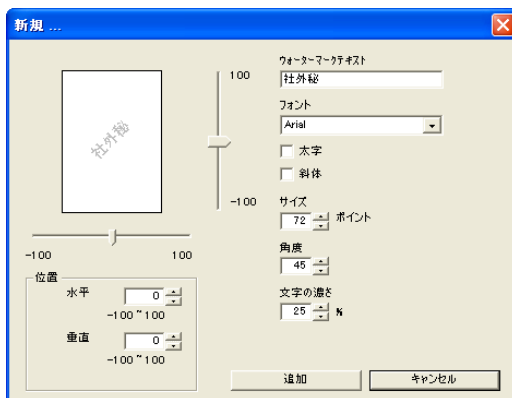 新規 ...
社外秘
100
-100
-100
100
位置
水平
0
-100 ~ 100
垂直
0
-100 ~ 100
ウォーターマークテキスト
社外秘
フォント
Arial
太字
斜体
サイズ
72 ポイント
角度
45
文字の濃さ
25 %
追加
キャンセル